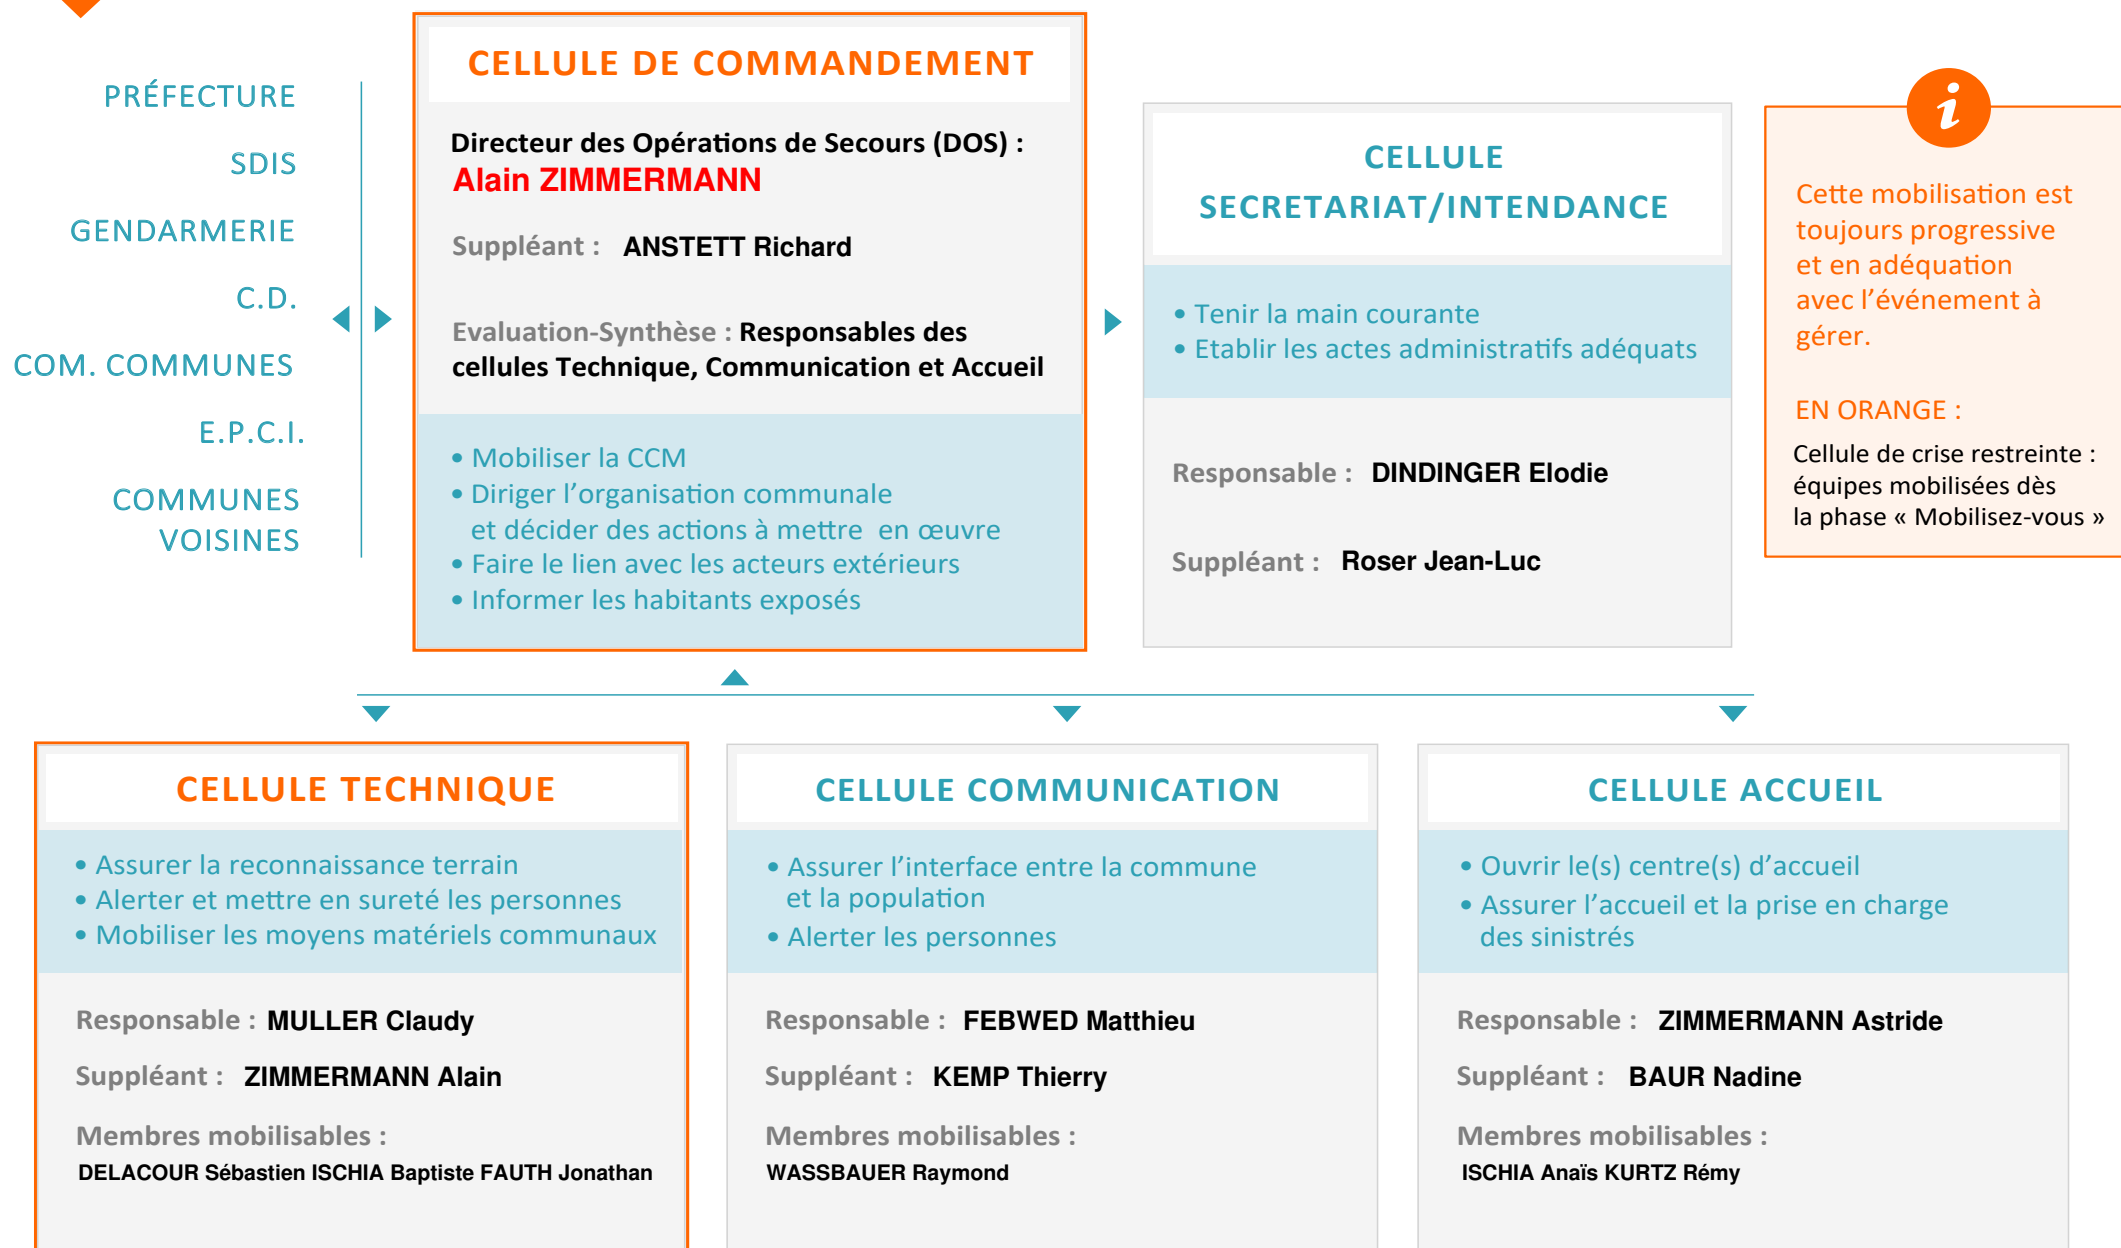 PRÉFECTURE
SDIS
GENDARMERIE
C.D.
COM. COMMUNES
E.P.C.I.
COMMUNES
VOISINES
CELLULE DE COMMANDEMENT
Directeur des Opérations de Secours (DOS) :
Alain ZIMMERMANN
Suppléant : ANSTETT Richard
Evaluation-Synthèse : Responsables des
cellules Technique, Communication et Accueil
• Mobiliser la CCM
• Diriger l'organisation communale
et décider des actions à mettre en œuvre
• Faire le lien avec les acteurs extérieurs
• Informer les habitants exposés
CELLULE
SECRETARIAT/INTENDANCE
• Tenir la main courante
• Etablir les actes administratifs adéquats
Responsable : DINDINGER Elodie
Suppléant : Roser Jean-Luc
i
Cette mobilisation est
toujours progressive
et en adéquation
avec l'événement à
gérer.
EN ORANGE :
Cellule de crise restreinte :
équipes mobilisées dès
la phase « Mobilisez-vous »
CELLULE TECHNIQUE
• Assurer la reconnaissance terrain
• Alerter et mettre en sureté les personnes
• Mobiliser les moyens matériels communaux
Responsable : MULLER Claudy
Suppléant : ZIMMERMANN Alain
Membres mobilisables :
DELACOUR Sébastien ISCHIA Baptiste FAUTH Jonathan
CELLULE COMMUNICATION
• Assurer l'interface entre la commune
et la population
• Alerter les personnes
Responsable : FEBWED Matthieu
Suppléant : KEMP Thierry
Membres mobilisables :
WASSBAUER Raymond
CELLULE ACCUEIL
• Ouvrir le(s) centre(s) d'accueil
• Assurer l'accueil et la prise en charge
des sinistrés
Responsable : ZIMMERMANN Astride
Suppléant : BAUR Nadine
Membres mobilisables :
ISCHIA Anaïs KURTZ Rémy